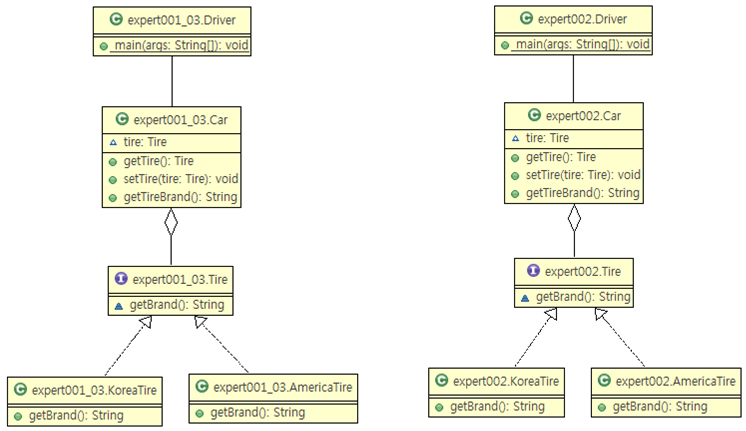 expert001_03.Driver
main(args: String[]): void
expert001_03.Car
tire: Tire
getTire(): Tire
setTire(tire: Tire): void
getTireBrand(): String
expert001_03.Tire
getBrand(): String
expert001_03.KoreaTire
getBrand(): String
expert001_03.AmericaTire
getBrand(): String
expert002.Driver
main(args: String[]): void
expert002.Car
tire: Tire
getTire(): Tire
setTire(tire: Tire): void
getTireBrand(): String
expert002.Tire
getBrand(): String
expert002.KoreaTire
getBrand(): String
expert002.AmericaTire
getBrand(): String